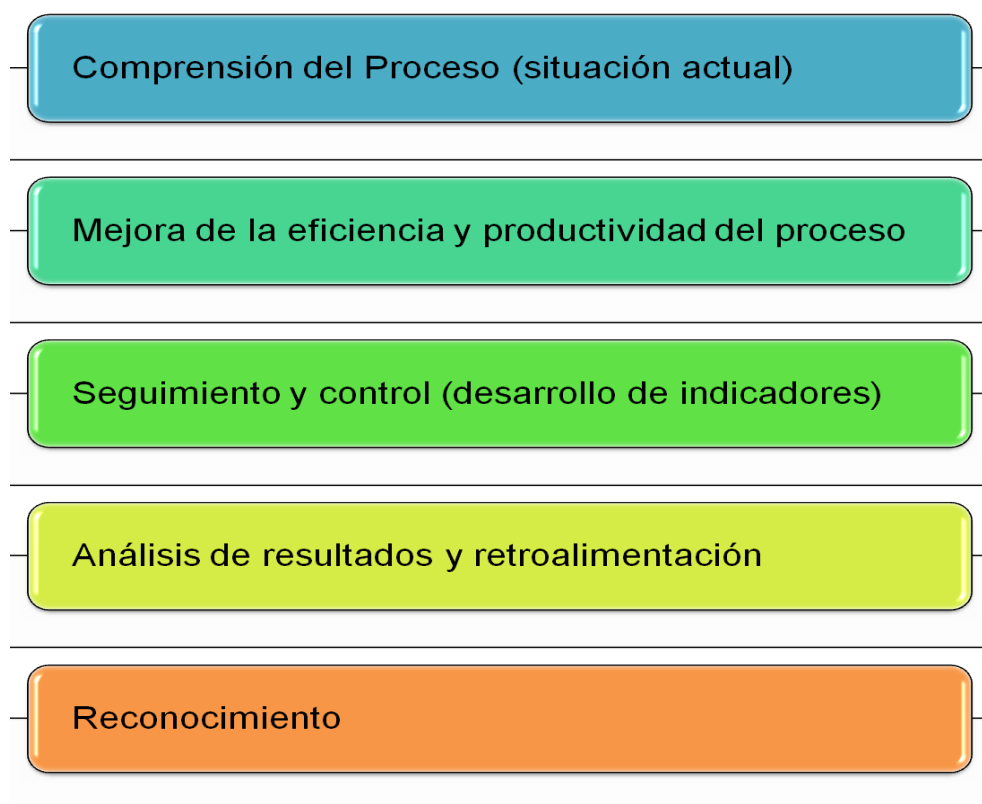 Comprensión del Proceso (situación actual)
Mejora de la eficiencia y productividad del proceso
Seguimiento y control (desarrollo de indicadores)
Análisis de resultados y retroalimentación
Reconocimiento